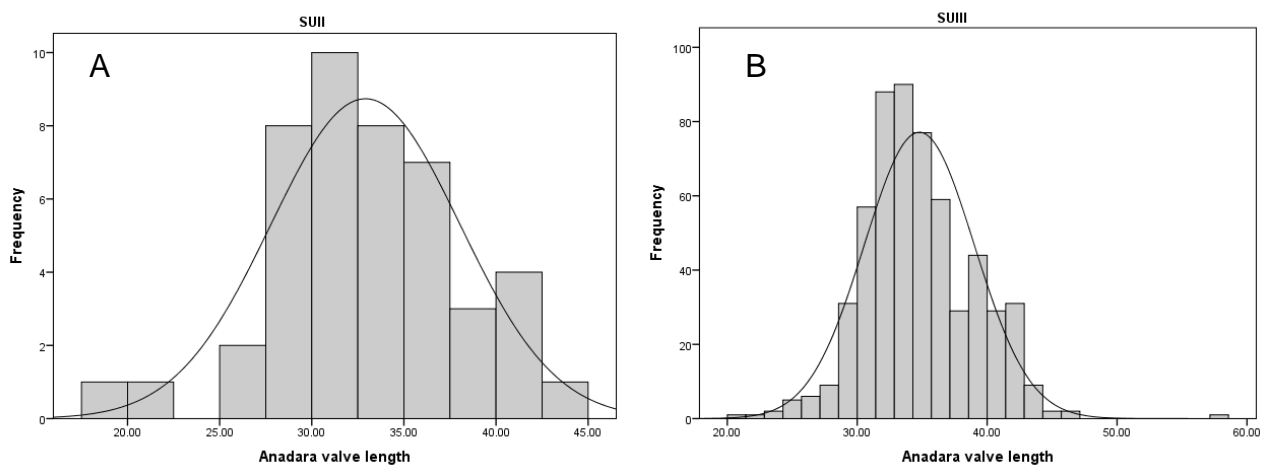 SUII
A
10
8
6
4
2
0
Frequency
20.00 25.00 30.00 35.00 40.00 45.00
Anadara valve length
SUIII
B
100
80
60
40
20
0
Frequency
20.00 30.00 40.00 50.00 60.00
Anadara valve length